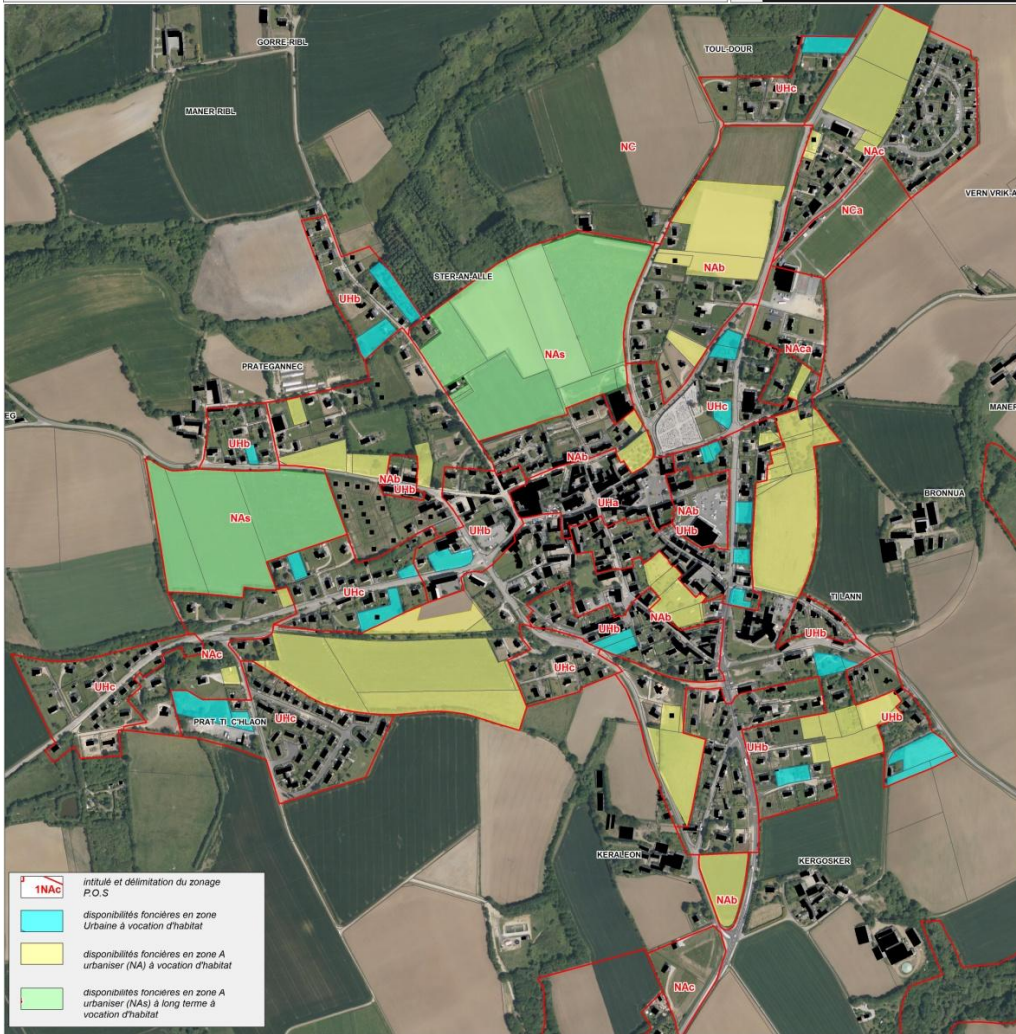 GORRE-RIBL
TOUL-DOUR
UHc
MANER-RIBL
NC
NAc
VERN VRIK-A
NCa
STER-AN-ALLE
NAb
UHb
NAs
NAca
PRATEGANNEC
MANER
EG
UHc
UHb
NAb
NAb
UHb
BRONNUA
NAs
UHa
NAb
UHb
UHb
UHc
TI LANN
NAb
UHb
UHb
NAc
UHc
UHc
PRAT TI C'HLAON
UHc
UHb
UHb
KERALEON
KERGOSKER
NAb
NAc
1NAc
intitulé et délimitation du zonage
P.O.S
disponibilités foncières en zone
Urbaine à vocation d'habitat
disponibilités foncières en zone A
urbaniser (NA) à vocation d'habitat
disponibilités foncières en zone A
urbaniser (NAs) à long terme à
vocation d'habitat